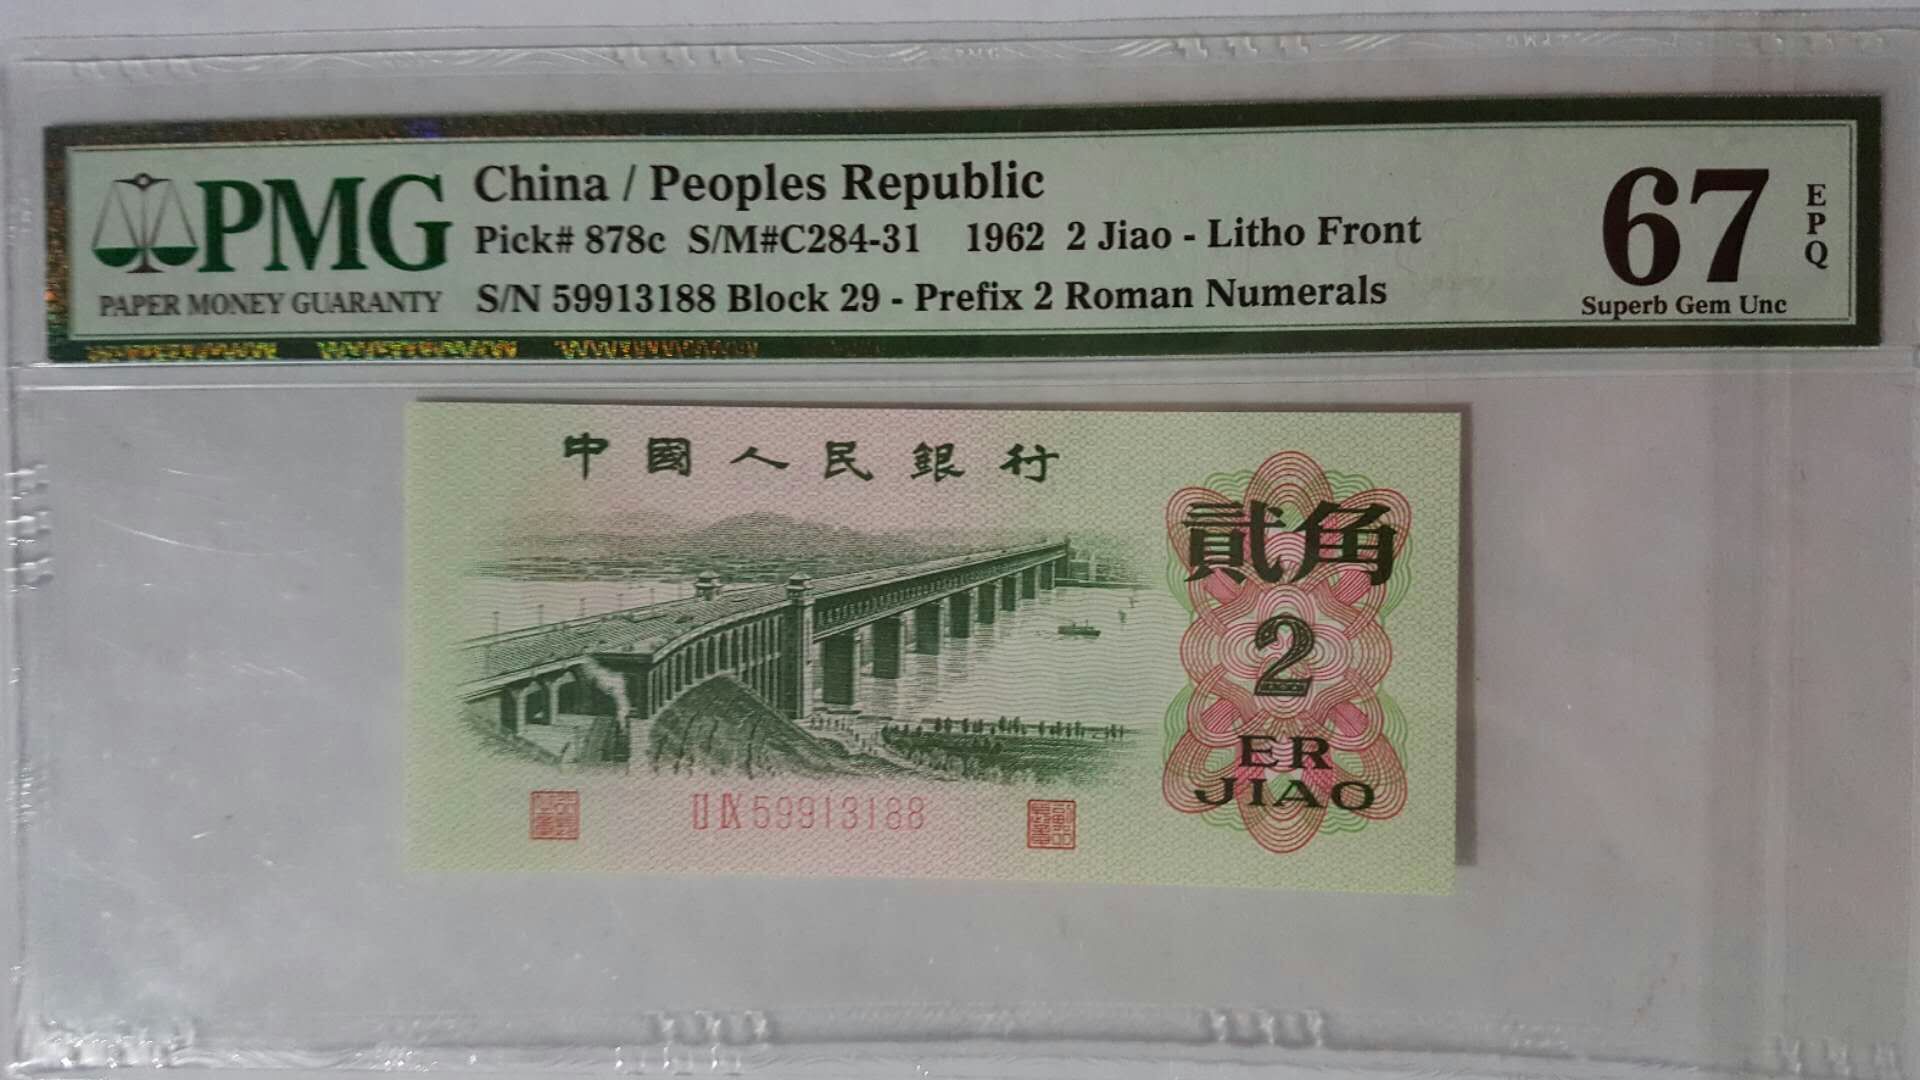 PMG
PAPER MONEY GUARANTY
China / Peoples Republic
Pick# 878c S/M#C284-31 1962 2 Jiao - Litho Front
S/N 59913188 Block 29 - Prefix 2 Roman Numerals
67
EPQ
Superb Gem Unc
中國人民銀行
貳角
2
ER
JIAO
II IX 59913188